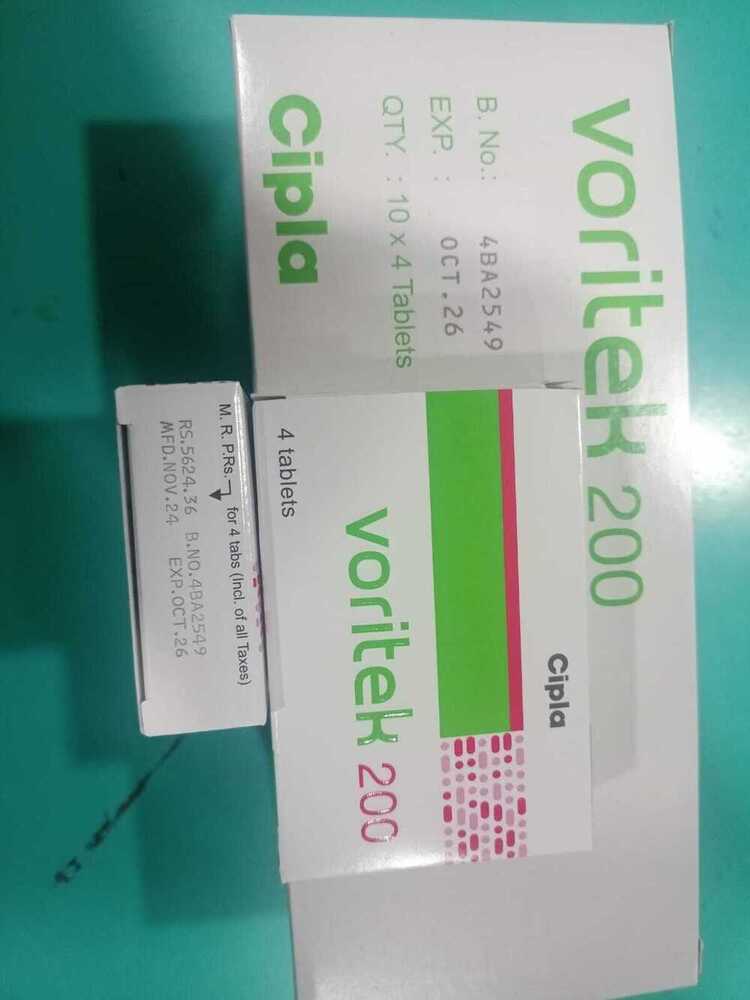 Voritek 200
B. No.: 4BA2549
EXP. : OCT.26
QTY. : 10 x 4 Tablets
Cipla
Cipla
Voritek 200
4 tablets
M. R. P.Rs. for 4 tabs (Incl. of all Taxes)
RS.5624.36 B.NO.4BA2549
MFD.NOV.24 EXP.OCT.26